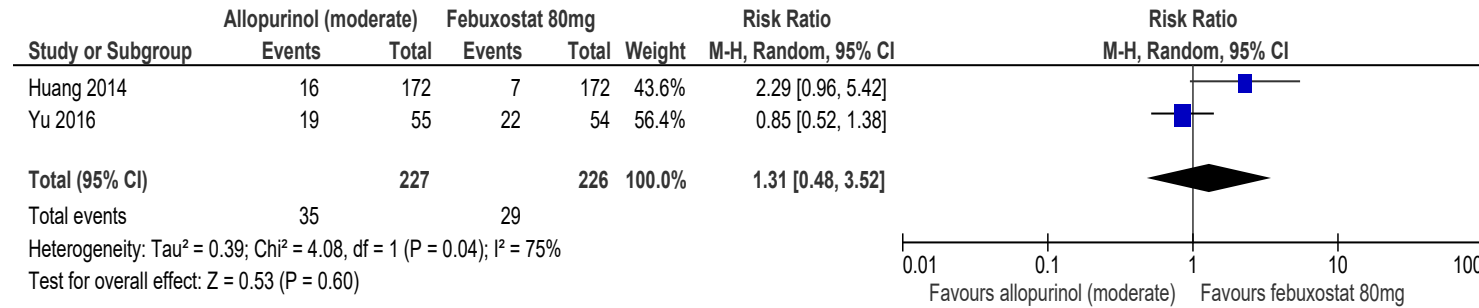 Allopurinol (moderate) Febuxostat 80mg Risk Ratio Risk Ratio
Study or Subgroup Events Total Events Total Weight M-H, Random, 95% CI M-H, Random, 95% CI
Huang 2014 16 172 7 172 43.6% 2.29 [0.96, 5.42]
Yu 2016 19 55 22 54 56.4% 0.85 [0.52, 1.38]
Total (95% CI) 227 226 100.0% 1.31 [0.48, 3.52]
Total events 35 29
Heterogeneity: Tau² = 0.39; Chi² = 4.08, df = 1 (P = 0.04); I² = 75%
Test for overall effect: Z = 0.53 (P = 0.60)
0.01 0.1 1 10 100
Favours allopurinol (moderate) Favours febuxostat 80mg